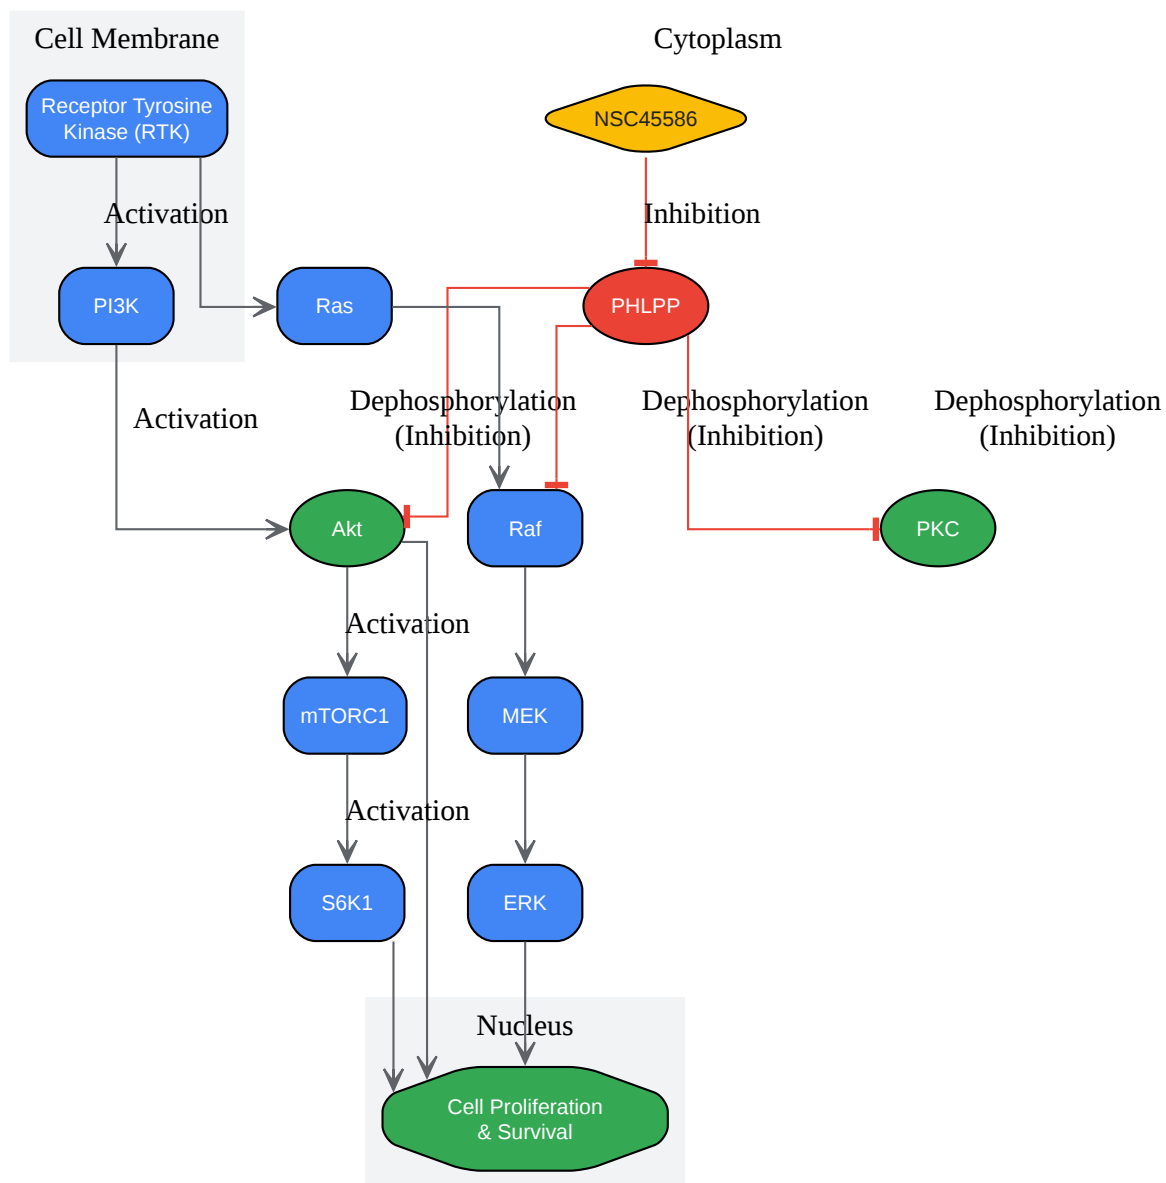 Cell Membrane
Cytoplasm
Receptor Tyrosine
Kinase (RTK)
NSC45586
Activation
Inhibition
PI3K
Ras
PHLPP
Activation
Dephosphorylation
(Inhibition)
Dephosphorylation
(Inhibition)
Dephosphorylation
(Inhibition)
Akt
Raf
PKC
Activation
mTORC1
MEK
Activation
S6K1
ERK
Nucleus
Cell Proliferation
& Survival